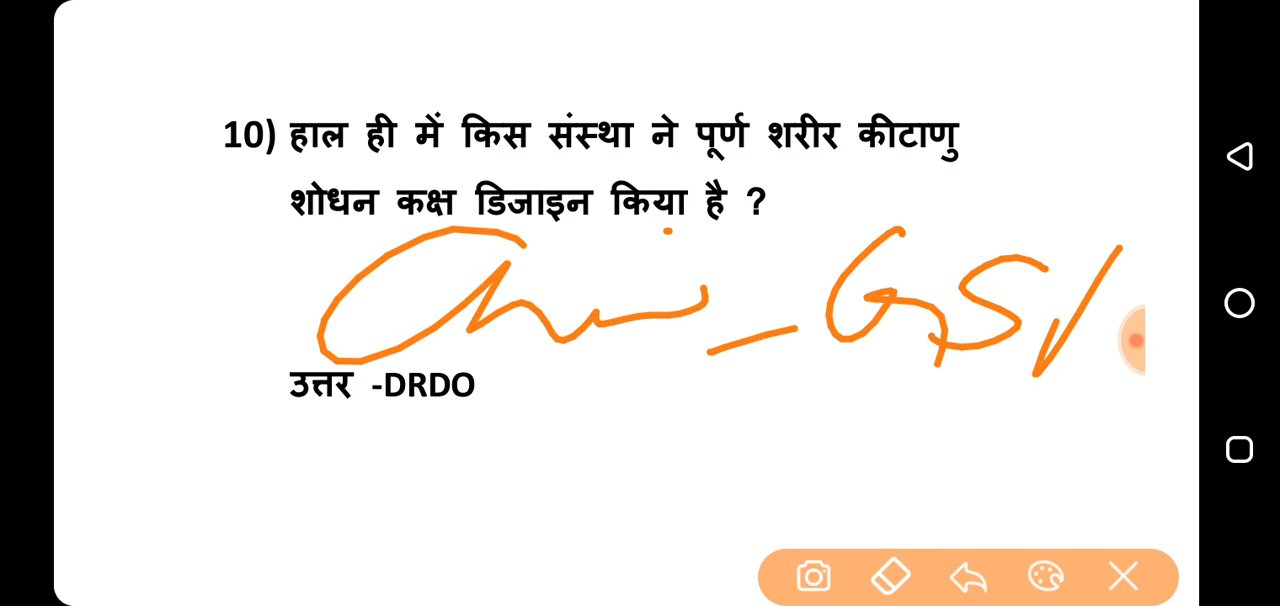 10) हाल ही में किस संस्था ने पूर्ण शरीर कीटाणु
शोधन कक्ष डिजाइन किया है ?
उत्तर -DRDO